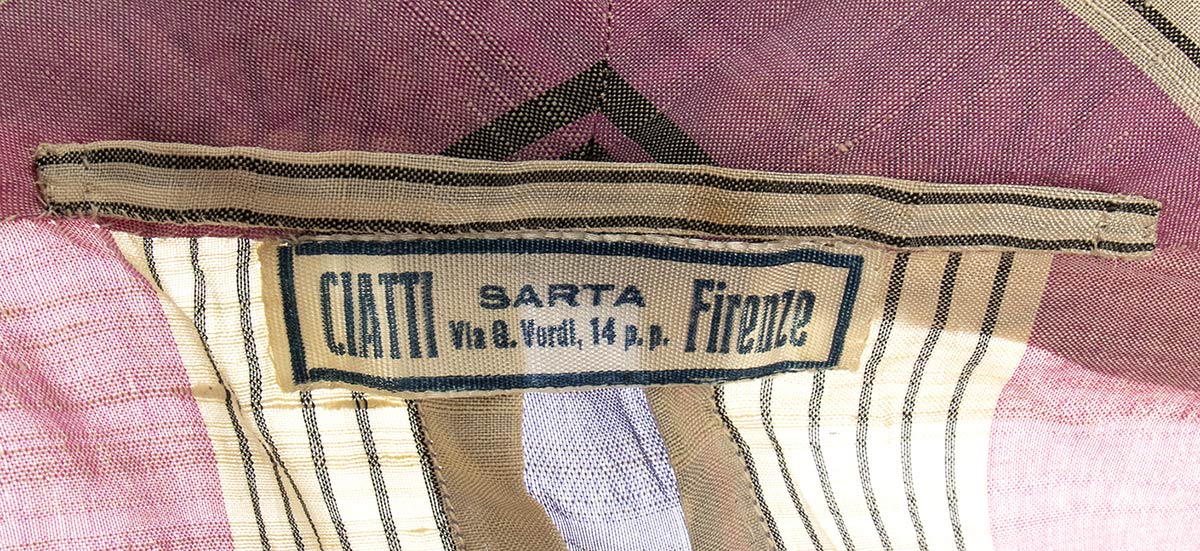 CIATTI SARTA Firenze
Via G. Verdi, 14 p. p.